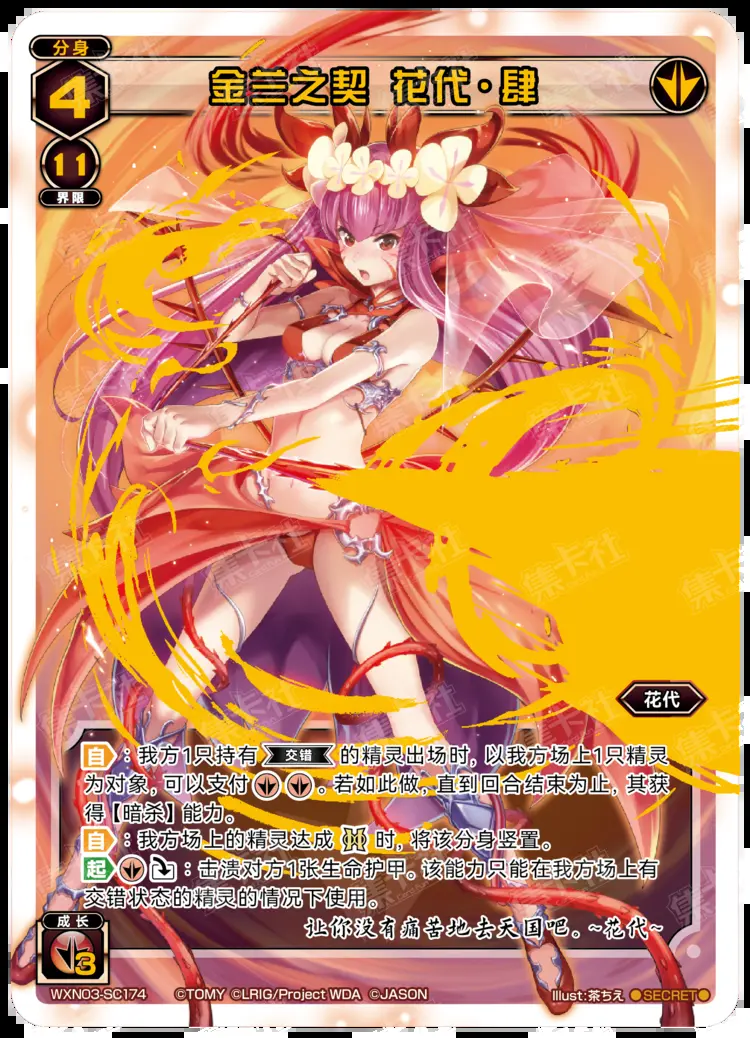 分身
4
金兰之契 花代·肆
11
界限
花代
自：我方1只持有 交错 的精灵出场时, 以我方场上1只精灵
为对象, 可以支付 。若如此做, 直到回合结束为止, 其获
得【暗杀】能力。
自：我方场上的精灵达成 时, 将该分身竖置。
起 ：击溃对方1张生命护甲。该能力只能在我方场上有
交错状态的精灵的情况下使用。
让你没有痛苦地去天国吧。~花代~
成长
3
WXN03-SC174 ©TOMY ©LRIG/Project WDA ©JASON Illust:茶ちえ ●SECRET●
集卡社